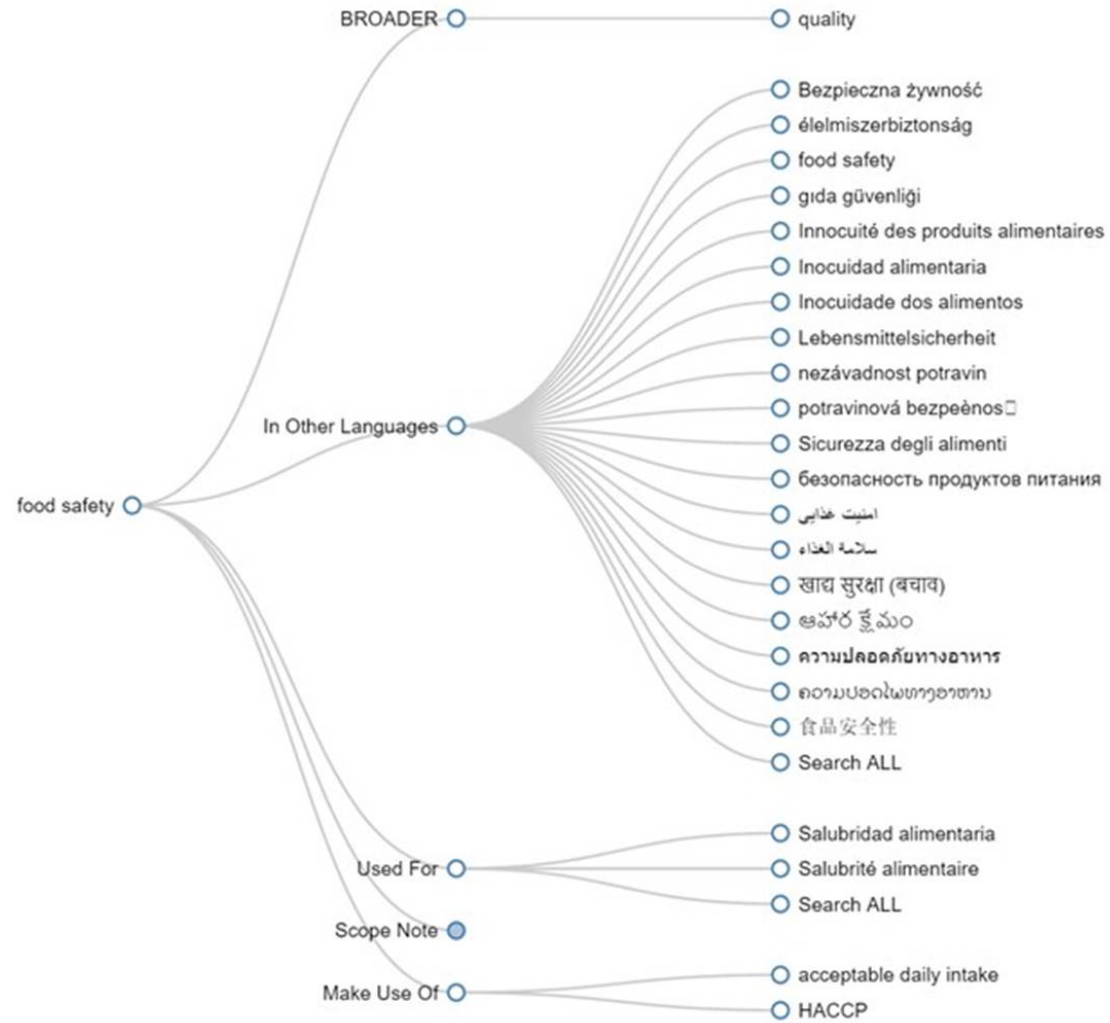 BROADER
quality
Bezpieczna żywność
élelmiszerbiztonság
food safety
gıda güvenliği
Innocuité des produits alimentaires
Inocuidad alimentaria
Inocuidade dos alimentos
Lebensmittelsicherheit
nezávadnost potravin
potravinová bezpeènos
In Other Languages
Sicurezza degli alimenti
безопасность продуктов питания
food safety
امنیت غذایی
سلامة الغذاء
खाद्य सुरक्षा (बचाव)
ఆహార క్షేమం
ความปลอดภัยทางอาหาร
ຄວາມປອດໄພທາງອາຫານ
食品安全性
Search ALL
Salubridad alimentaria
Used For
Salubrité alimentaire
Search ALL
Scope Note
acceptable daily intake
Make Use Of
HACCP